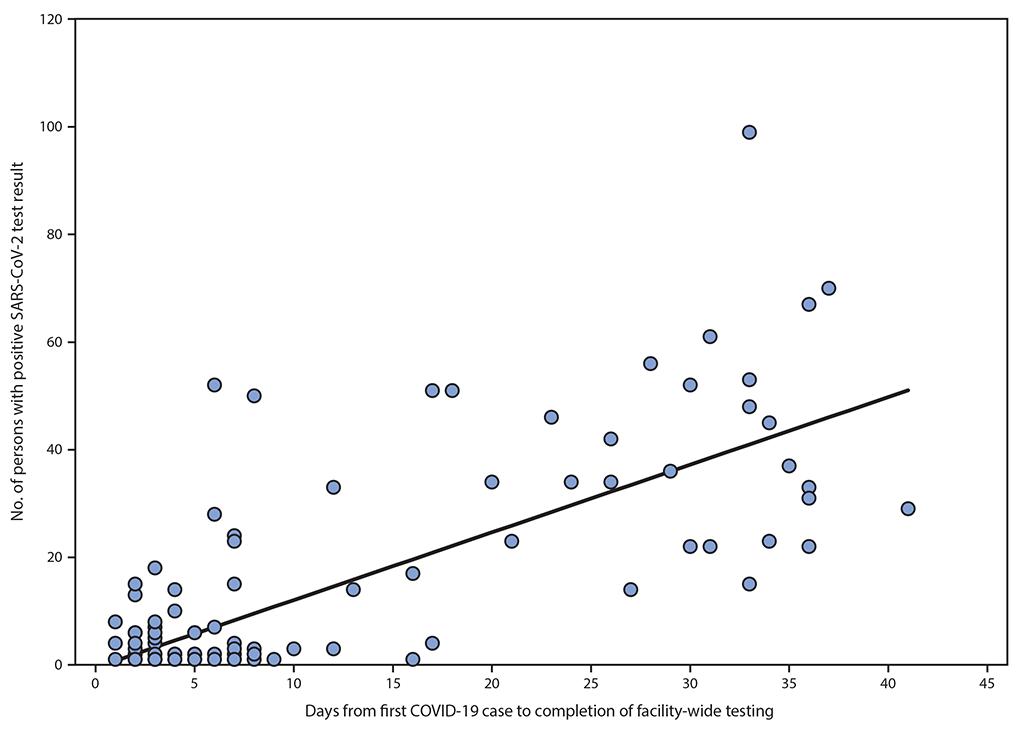 120
100
80
60
40
20
0
No. of persons with positive SARS-CoV-2 test result
0 5 10 15 20 25 30 35 40 45
Days from first COVID-19 case to completion of facility-wide testing